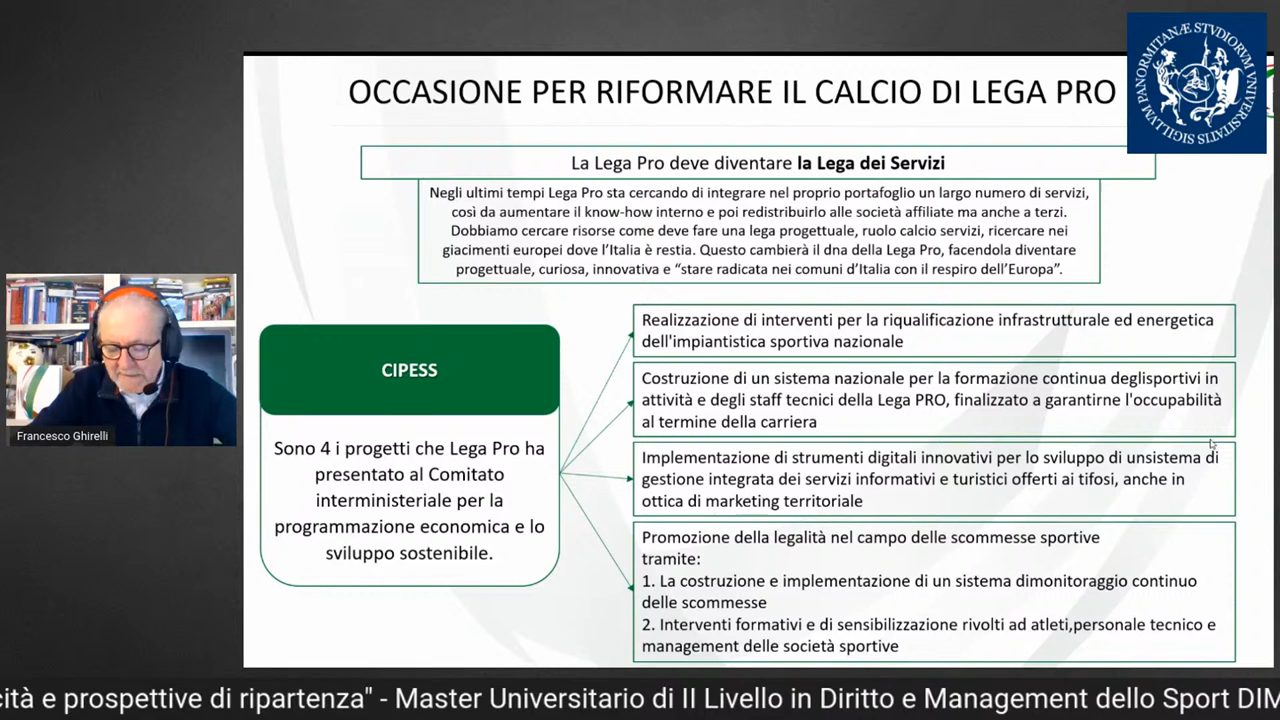 OCCASIONE PER RIFORMARE IL CALCIO DI LEGA PRO
SIGILLVM PANORMITANÆ STVDIORVM VNIVERSITATIS
La Lega Pro deve diventare la Lega dei Servizi
Negli ultimi tempi Lega Pro sta cercando di integrare nel proprio portafoglio un largo numero di servizi,
così da aumentare il know-how interno e poi redistribuirlo alle società affiliate ma anche a terzi.
Dobbiamo cercare risorse come deve fare una lega progettuale, ruolo calcio servizi, ricercare nei
giacimenti europei dove l'Italia è restia. Questo cambierà il dna della Lega Pro, facendola diventare
progettuale, curiosa, innovativa e “stare radicata nei comuni d'Italia con il respiro dell'Europa”.
CIPESS
Sono 4 i progetti che Lega Pro ha
presentato al Comitato
interministeriale per la
programmazione economica e lo
sviluppo sostenibile.
Realizzazione di interventi per la riqualificazione infrastrutturale ed energetica
dell'impiantistica sportiva nazionale
Costruzione di un sistema nazionale per la formazione continua deglisportivi in
attività e degli staff tecnici della Lega PRO, finalizzato a garantirne l'occupabilità
al termine della carriera
Implementazione di strumenti digitali innovativi per lo sviluppo di unsistema di
gestione integrata dei servizi informativi e turistici offerti ai tifosi, anche in
ottica di marketing territoriale
Promozione della legalità nel campo delle scommesse sportive
tramite:
1. La costruzione e implementazione di un sistema dimonitoraggio continuo
delle scommesse
2. Interventi formativi e di sensibilizzazione rivolti ad atleti,personale tecnico e
management delle società sportive
Francesco Ghirelli
cità e prospettive di ripartenza" - Master Universitario di II Livello in Diritto e Management dello Sport DIM